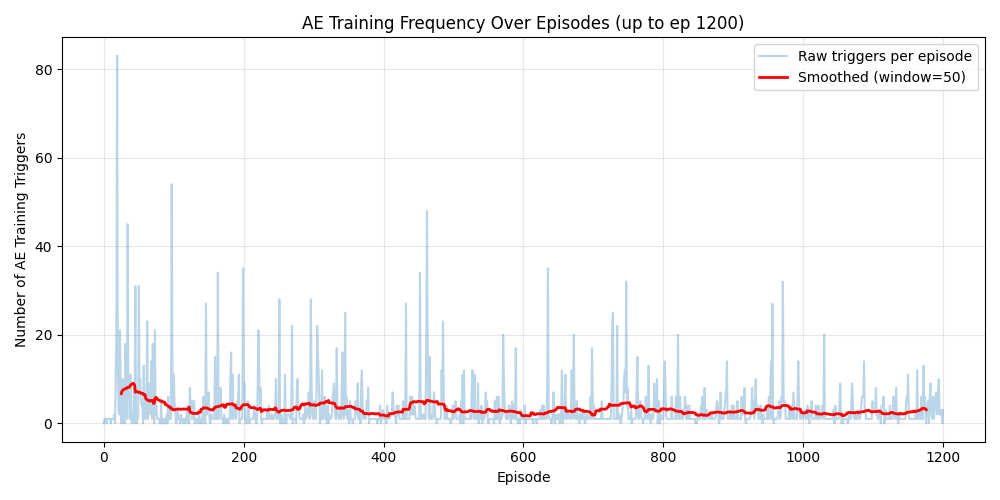 AE Training Frequency Over Episodes (up to ep 1200)
Raw triggers per episode
Smoothed (window=50)
Number of AE Training Triggers
80
60
40
20
0
0 200 400 600 800 1000 1200
Episode